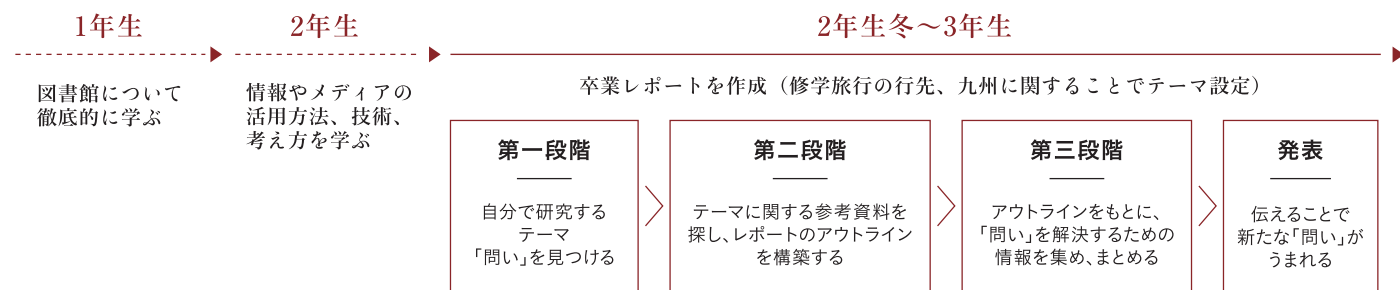 1年生
図書館について
徹底的に学ぶ
2年生
情報やメディアの
活用方法、技術、
考え方を学ぶ
2年生冬～3年生
卒業レポートを作成（修学旅行の行先、九州に関することでテーマ設定）
第一段階
自分で研究する
テーマ
「問い」を見つける
第二段階
テーマに関する参考資料を
探し、レポートのアウトライン
を構築する
第三段階
アウトラインをもとに、
「問い」を解決するための
情報を集め、まとめる
発表
伝えることで
新たな「問い」が
うまれる